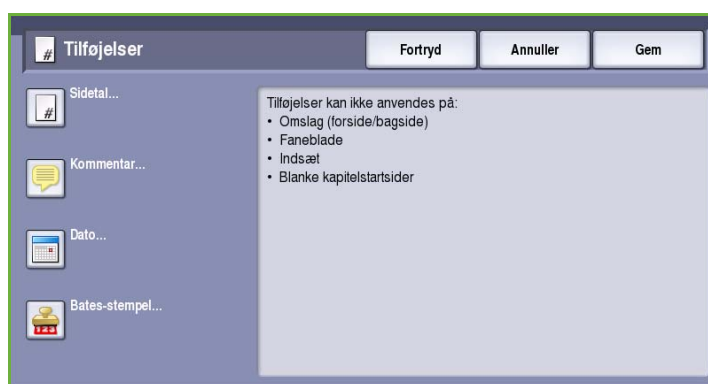 # Tilføjelser
Fortryd
Annuller
Gem
# Sidetal...
Kommentar...
Dato...
123 Bates-stempel...
Tilføjelser kan ikke anvendes på:
• Omslag (forside/bagside)
• Faneblade
• Indsæt
• Blanke kapitelstartsider